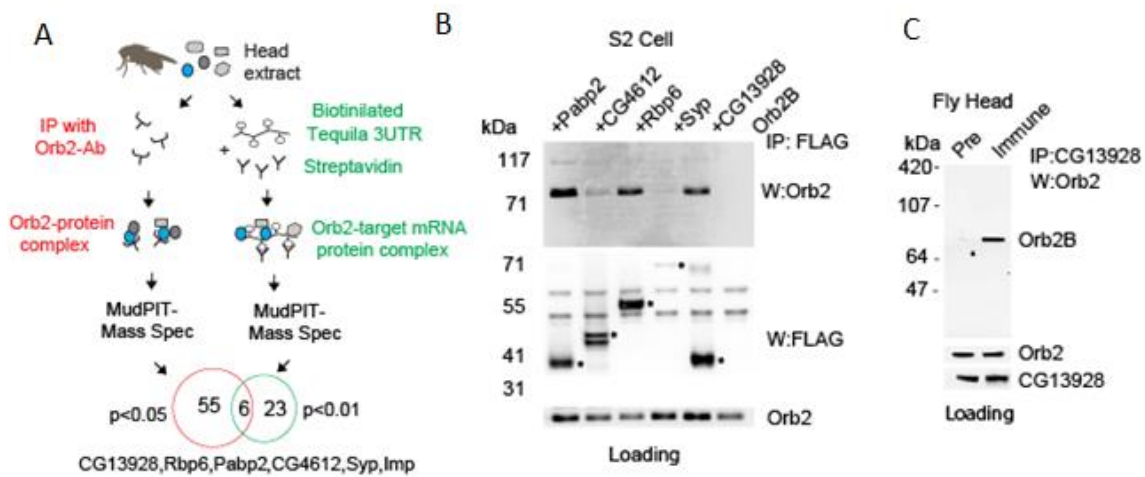 A
Head
extract
IP with
Orb2-Ab
Biotinilated
Tequila 3UTR
+
Streptavidin
Orb2-protein
complex
Orb2-target mRNA
protein complex
MudPIT-
Mass Spec
MudPIT-
Mass Spec
p<0.05
55
6
23
p<0.01
CG13928,Rbp6,Pabp2,CG4612,Syp,Imp
B
S2 Cell
kDa
+Pabp2
+CG4612
+Rbp6
+Syp
+CG13928
Orb2B
IP: FLAG
117
W:Orb2
71
71
55
W:FLAG
41
31
Orb2
Loading
C
Fly Head
kDa
Pre
Immune
IP:CG13928
W:Orb2
420-
107-
Orb2B
64 -
47 -
Orb2
CG13928
Loading